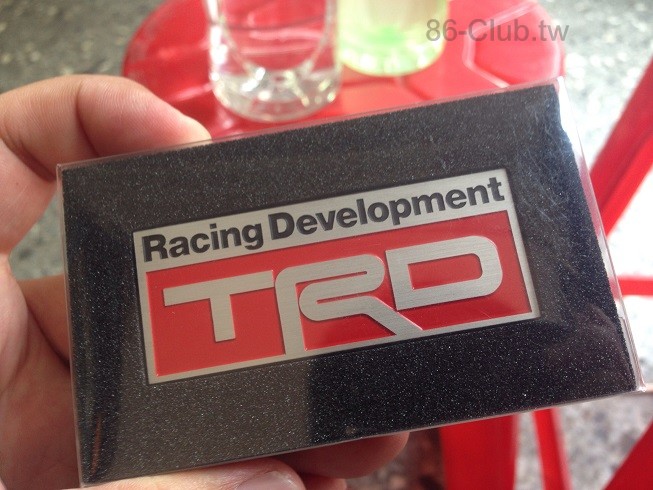 86-Club.tw
Racing Development
TRD